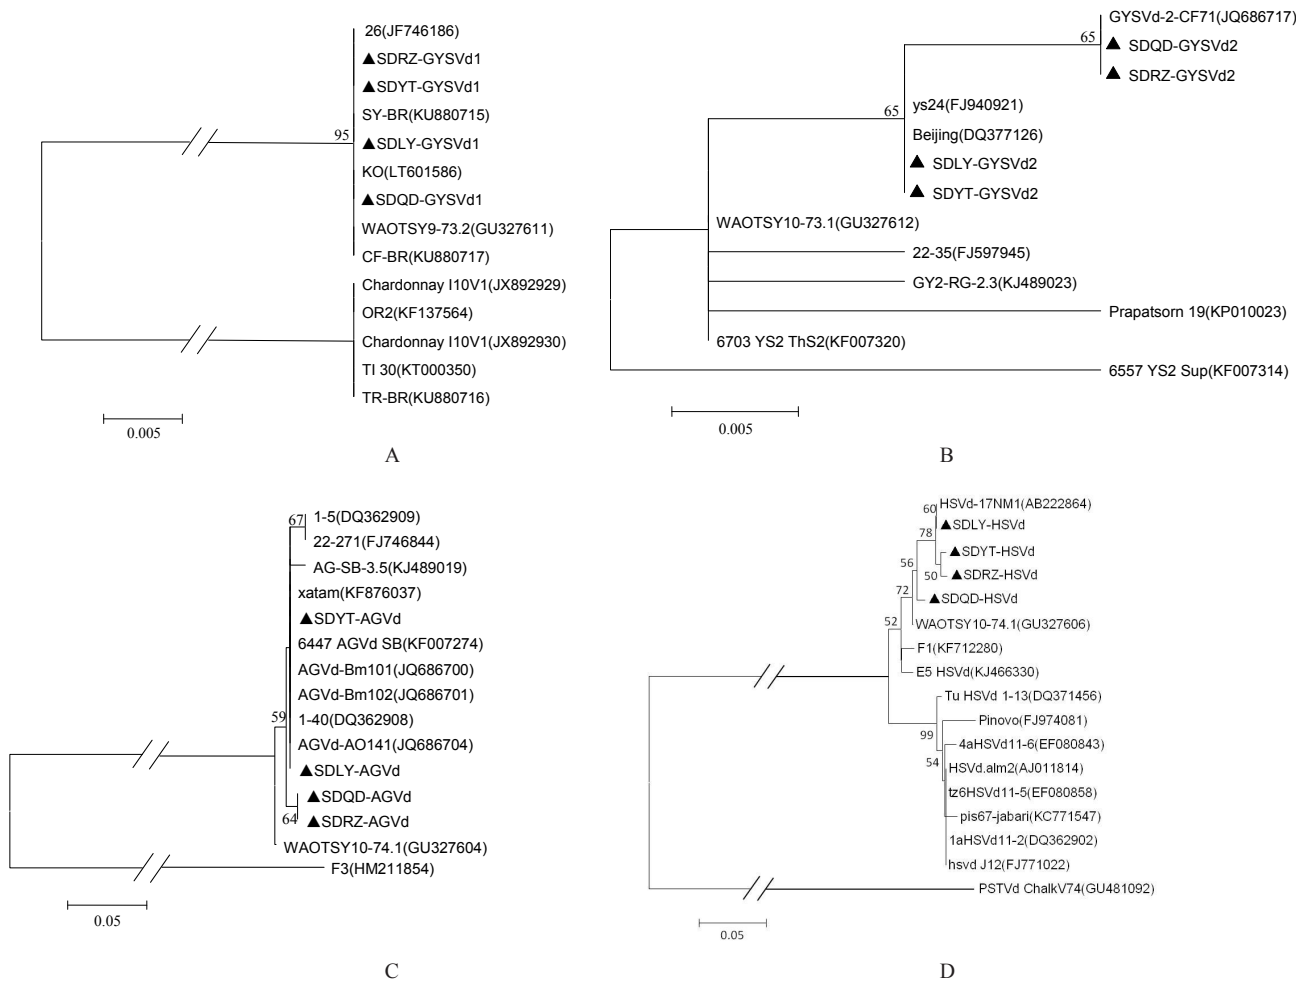 26(JF746186)
▲SDRZ-GYSVd1
▲SDYT-GYSVd1
SY-BR(KU880715)
95
▲SDLY-GYSVd1
KO(LT601586)
▲SDQD-GYSVd1
WAOTSY9-73.2(GU327611)
CF-BR(KU880717)
Chardonnay I10V1(JX892929)
OR2(KF137564)
Chardonnay I10V1(JX892930)
TI 30(KT000350)
TR-BR(KU880716)
0.005
A
GYSVd-2-CF71(JQ686717)
65
▲ SDQD-GYSVd2
▲ SDRZ-GYSVd2
ys24(FJ940921)
65
Beijing(DQ377126)
▲ SDLY-GYSVd2
▲ SDYT-GYSVd2
WAOTSY10-73.1(GU327612)
22-35(FJ597945)
GY2-RG-2.3(KJ489023)
Prapatsorn 19(KP010023)
6703 YS2 ThS2(KF007320)
6557 YS2 Sup(KF007314)
0.005
B
67
1-5(DQ362909)
22-271(FJ746844)
AG-SB-3.5(KJ489019)
xatam(KF876037)
▲SDYT-AGVd
6447 AGVd SB(KF007274)
AGVd-Bm101(JQ686700)
AGVd-Bm102(JQ686701)
59
1-40(DQ362908)
AGVd-AO141(JQ686704)
▲SDLY-AGVd
▲SDQD-AGVd
64
▲SDRZ-AGVd
WAOTSY10-74.1(GU327604)
F3(HM211854)
0.05
C
HSVd-17NM1(AB222864)
60
▲SDLY-HSVd
78
▲SDYT-HSVd
56
50
▲SDRZ-HSVd
72
▲SDQD-HSVd
52
WAOTSY10-74.1(GU327606)
F1(KF712280)
E5 HSVd(KJ466330)
Tu HSVd 1-13(DQ371456)
Pinovo(FJ974081)
99
4aHSVd11-6(EF080843)
54
HSVd.alm2(AJ011814)
tz6HSVd11-5(EF080858)
pis67-jabari(KC771547)
1aHSVd11-2(DQ362902)
hsvd J12(FJ771022)
PSTVd ChalkV74(GU481092)
0.05
D